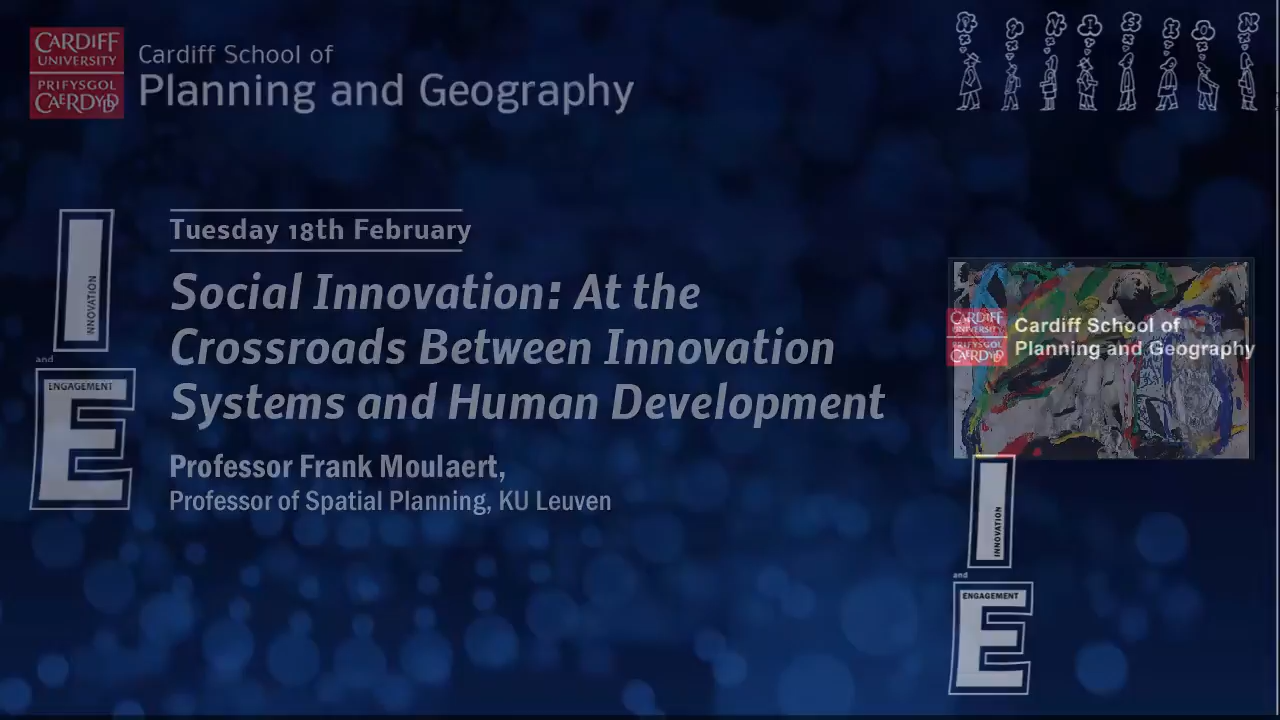 CARDIFF
UNIVERSITY
PRIFYSGOL
CAERDYDD
Cardiff School of
Planning and Geography
Tuesday 18th February
Social Innovation: At the
Crossroads Between Innovation
Systems and Human Development
Professor Frank Moulaert,
Professor of Spatial Planning, KU Leuven
I
INNOVATION
and
ENGAGEMENT
E
CARDIFF
UNIVERSITY
PRIFYSGOL
CAERDYDD
Cardiff School of
Planning and Geography
I
INNOVATION
and
ENGAGEMENT
E